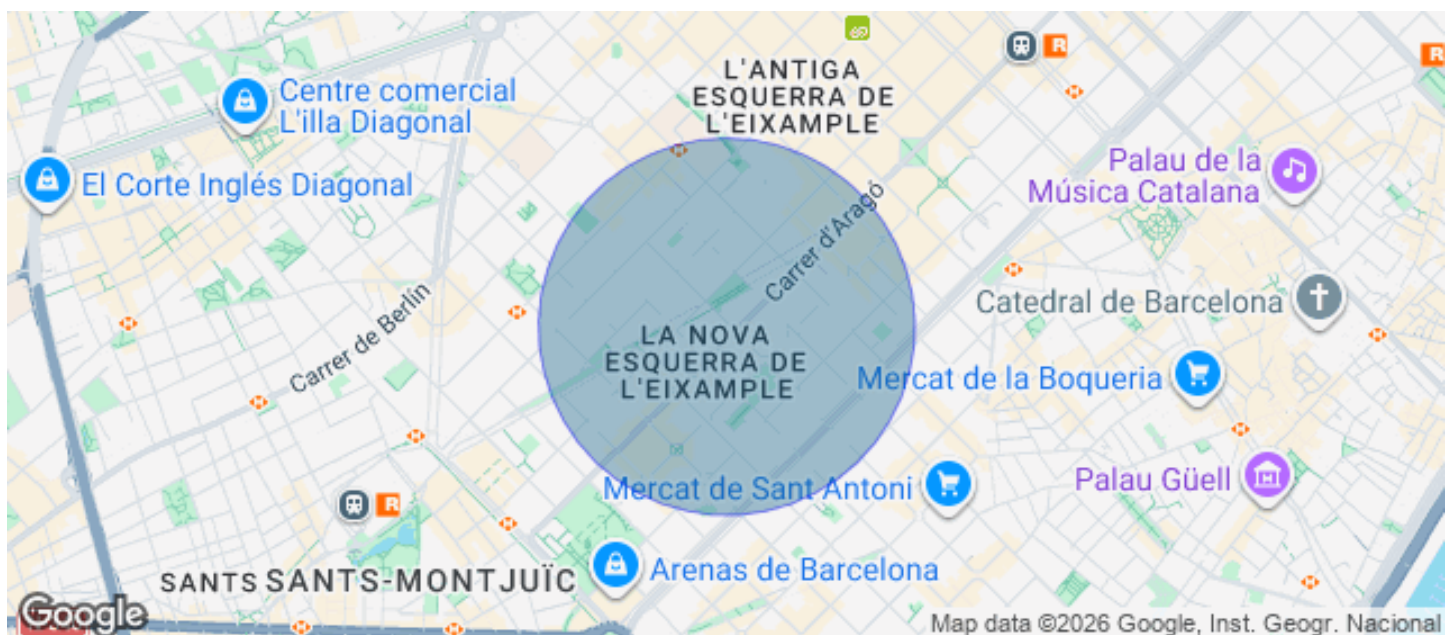 L'ANTIGA
ESQUERRA DE
L'EIXAMPLE
R
R
Centre comercial
L'illa Diagonal
El Corte Inglés Diagonal
Palau de la
Música Catalana
Carrer d'Aragó
Catedral de Barcelona
Carrer de Berlín
LA NOVA
ESQUERRA DE
L'EIXAMPLE
Mercat de la Boqueria
Mercat de Sant Antoni
Palau Güell
R
Arenas de Barcelona
SANTS
SANTS-MONTJUÏC
Google
Map data ©2026 Google, Inst. Geogr. Nacional